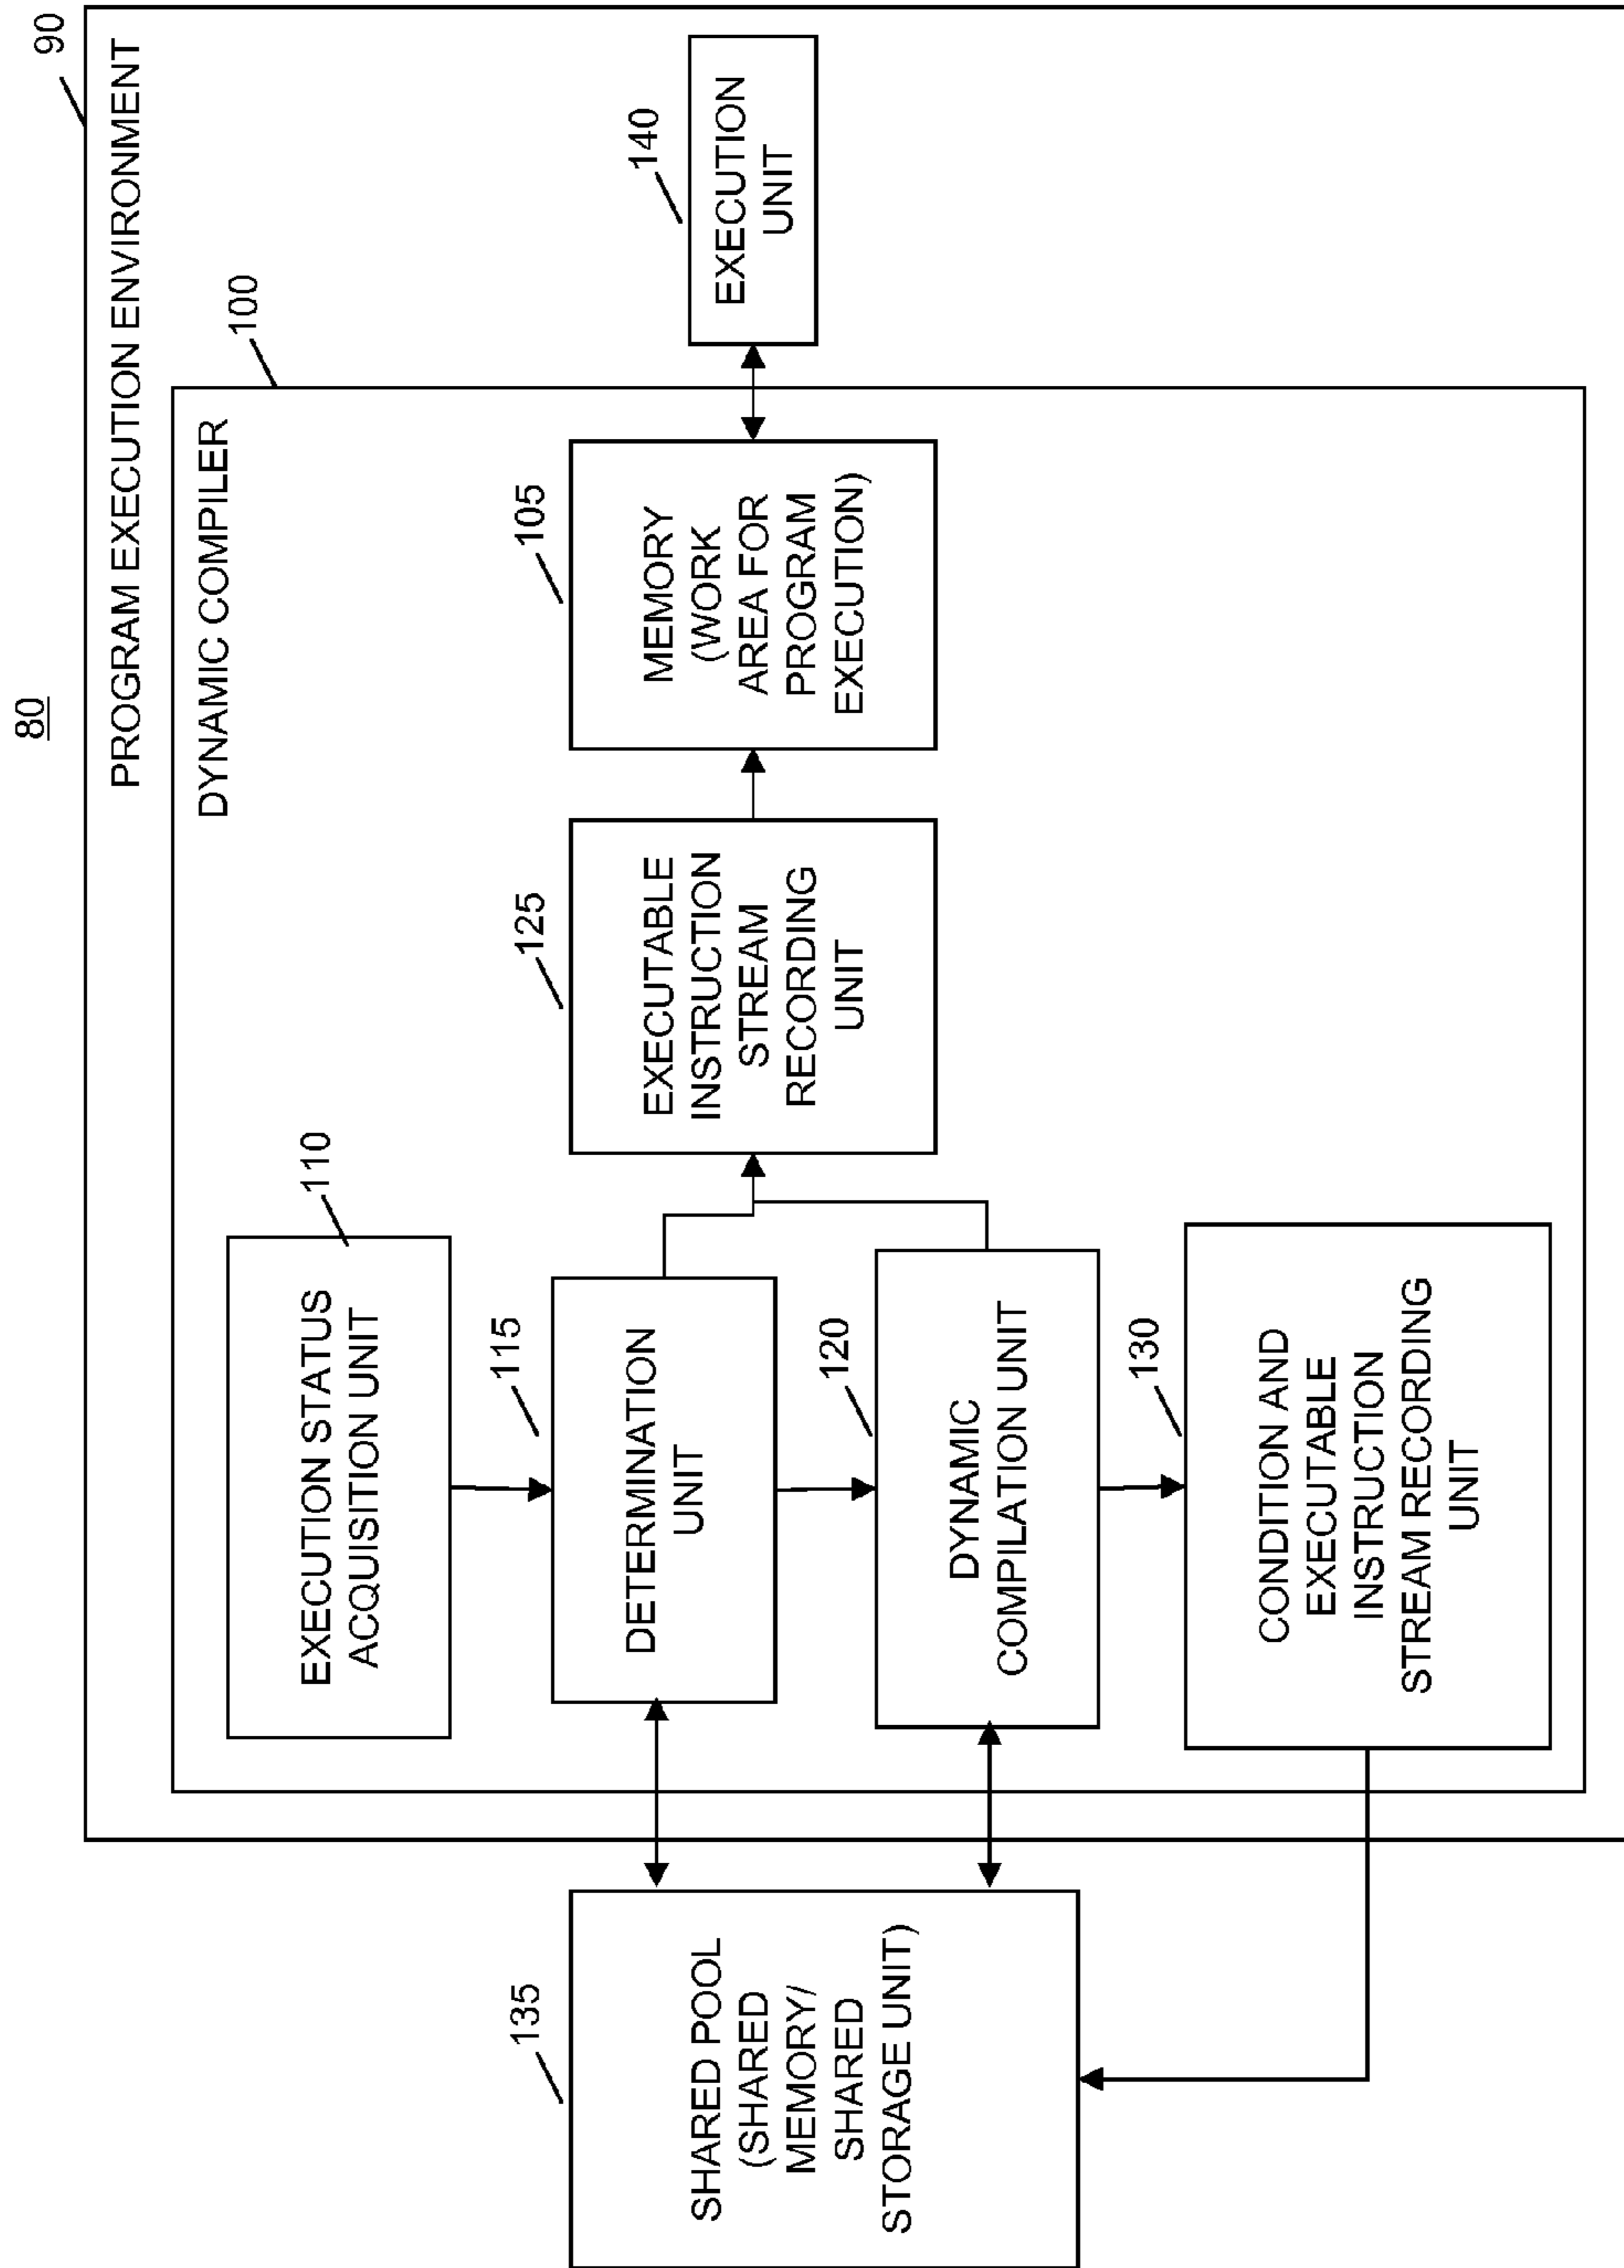 80
90
PROGRAM EXECUTION ENVIRONMENT
100
DYNAMIC COMPILER
110
EXECUTION STATUS
ACQUISITION UNIT
135
SHARED POOL
(SHARED
MEMORY/
SHARED
STORAGE UNIT)
115
DETERMINATION
UNIT
125
EXECUTABLE
INSTRUCTION
STREAM
RECORDING
UNIT
105
MEMORY
(WORK
AREA FOR
PROGRAM
EXECUTION)
140
EXECUTION
UNIT
120
DYNAMIC
COMPILATION UNIT
130
CONDITION AND
EXECUTABLE
INSTRUCTION
STREAM RECORDING
UNIT